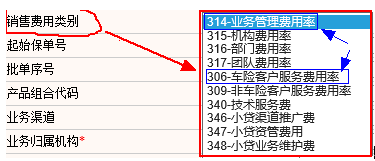 销售费用类别
起始保单号
批单序号
产品组合代码
业务渠道
业务归属机构*
314-业务管理费用率
315-机构费用率
316-部门费用率
317-团队费用率
306-车险客户服务费用率
309-非车险客户服务费用率
340-技术服务费
346-小贷渠道推广费
347-小贷资管费用
348-小贷业务维护费